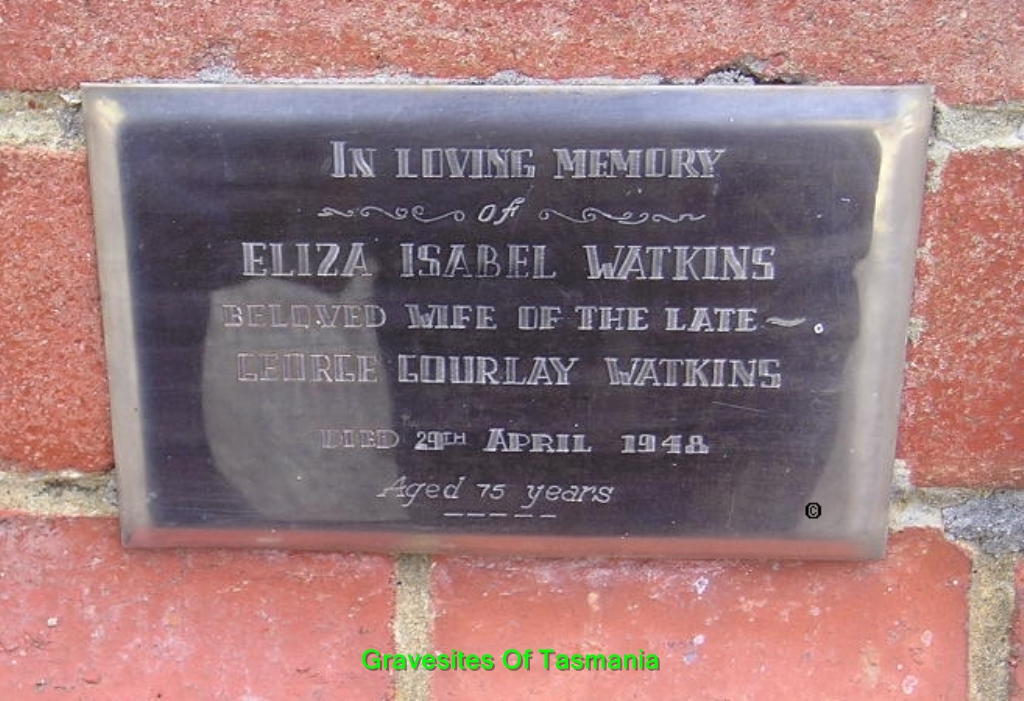 IN LOVING MEMORY
of
ELIZA ISABEL WATKINS
BELOVED WIFE OF THE LATE ~.
GEORGE GOURLAY WATKINS
DIED 29TH APRIL 1948
Aged 75 years
©
Gravesites Of Tasmania